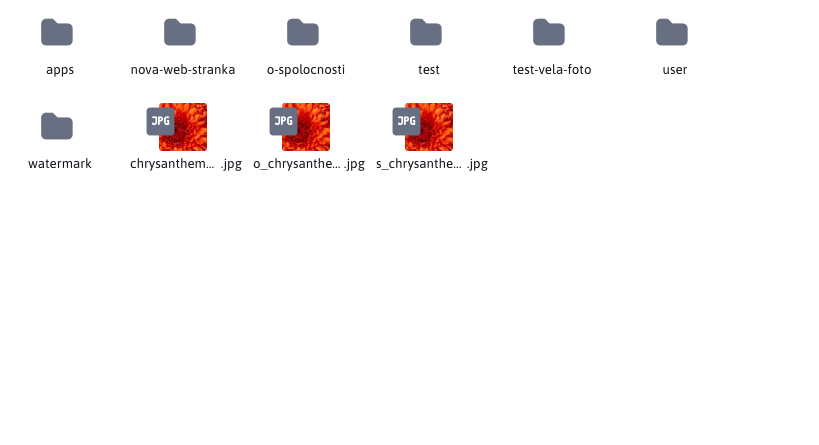 apps
nova-web-stranka
o-spolocnosti
test
test-vela-foto
user
watermark
JPG
chrysanthem... .jpg
JPG
o_chrysanthe... .jpg
JPG
s_chrysanthe... .jpg